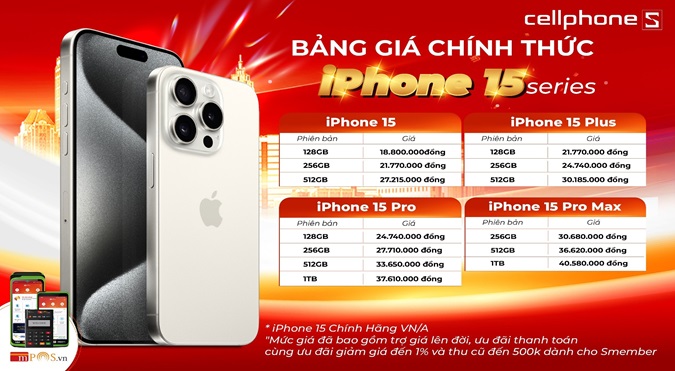 cellphoneS
BẢNG GIÁ CHÍNH THỨC
iPhone 15 series
iPhone 15
Phiên bản Giá
128GB 18.800.000đồng
256GB 21.770.000 đồng
512GB 27.215.000 đồng
iPhone 15 Plus
Phiên bản Giá
128GB 21.770.000 đồng
256GB 24.740.000 đồng
512GB 30.185.000 đồng
iPhone 15 Pro
Phiên bản Giá
128GB 24.740.000 đồng
256GB 27.710.000 đồng
512GB 33.650.000 đồng
1TB 37.610.000 đồng
iPhone 15 Pro Max
Phiên bản Giá
256GB 30.680.000 đồng
512GB 36.620.000 đồng
1TB 40.580.000 đồng
* iPhone 15 Chính Hãng VN/A
"Mức giá đã bao gồm trợ giá lên đời, ưu đãi thanh toán
cùng ưu đãi giảm giá đến 1% và thu cũ đến 500k dành cho Smember
mPOS.vn